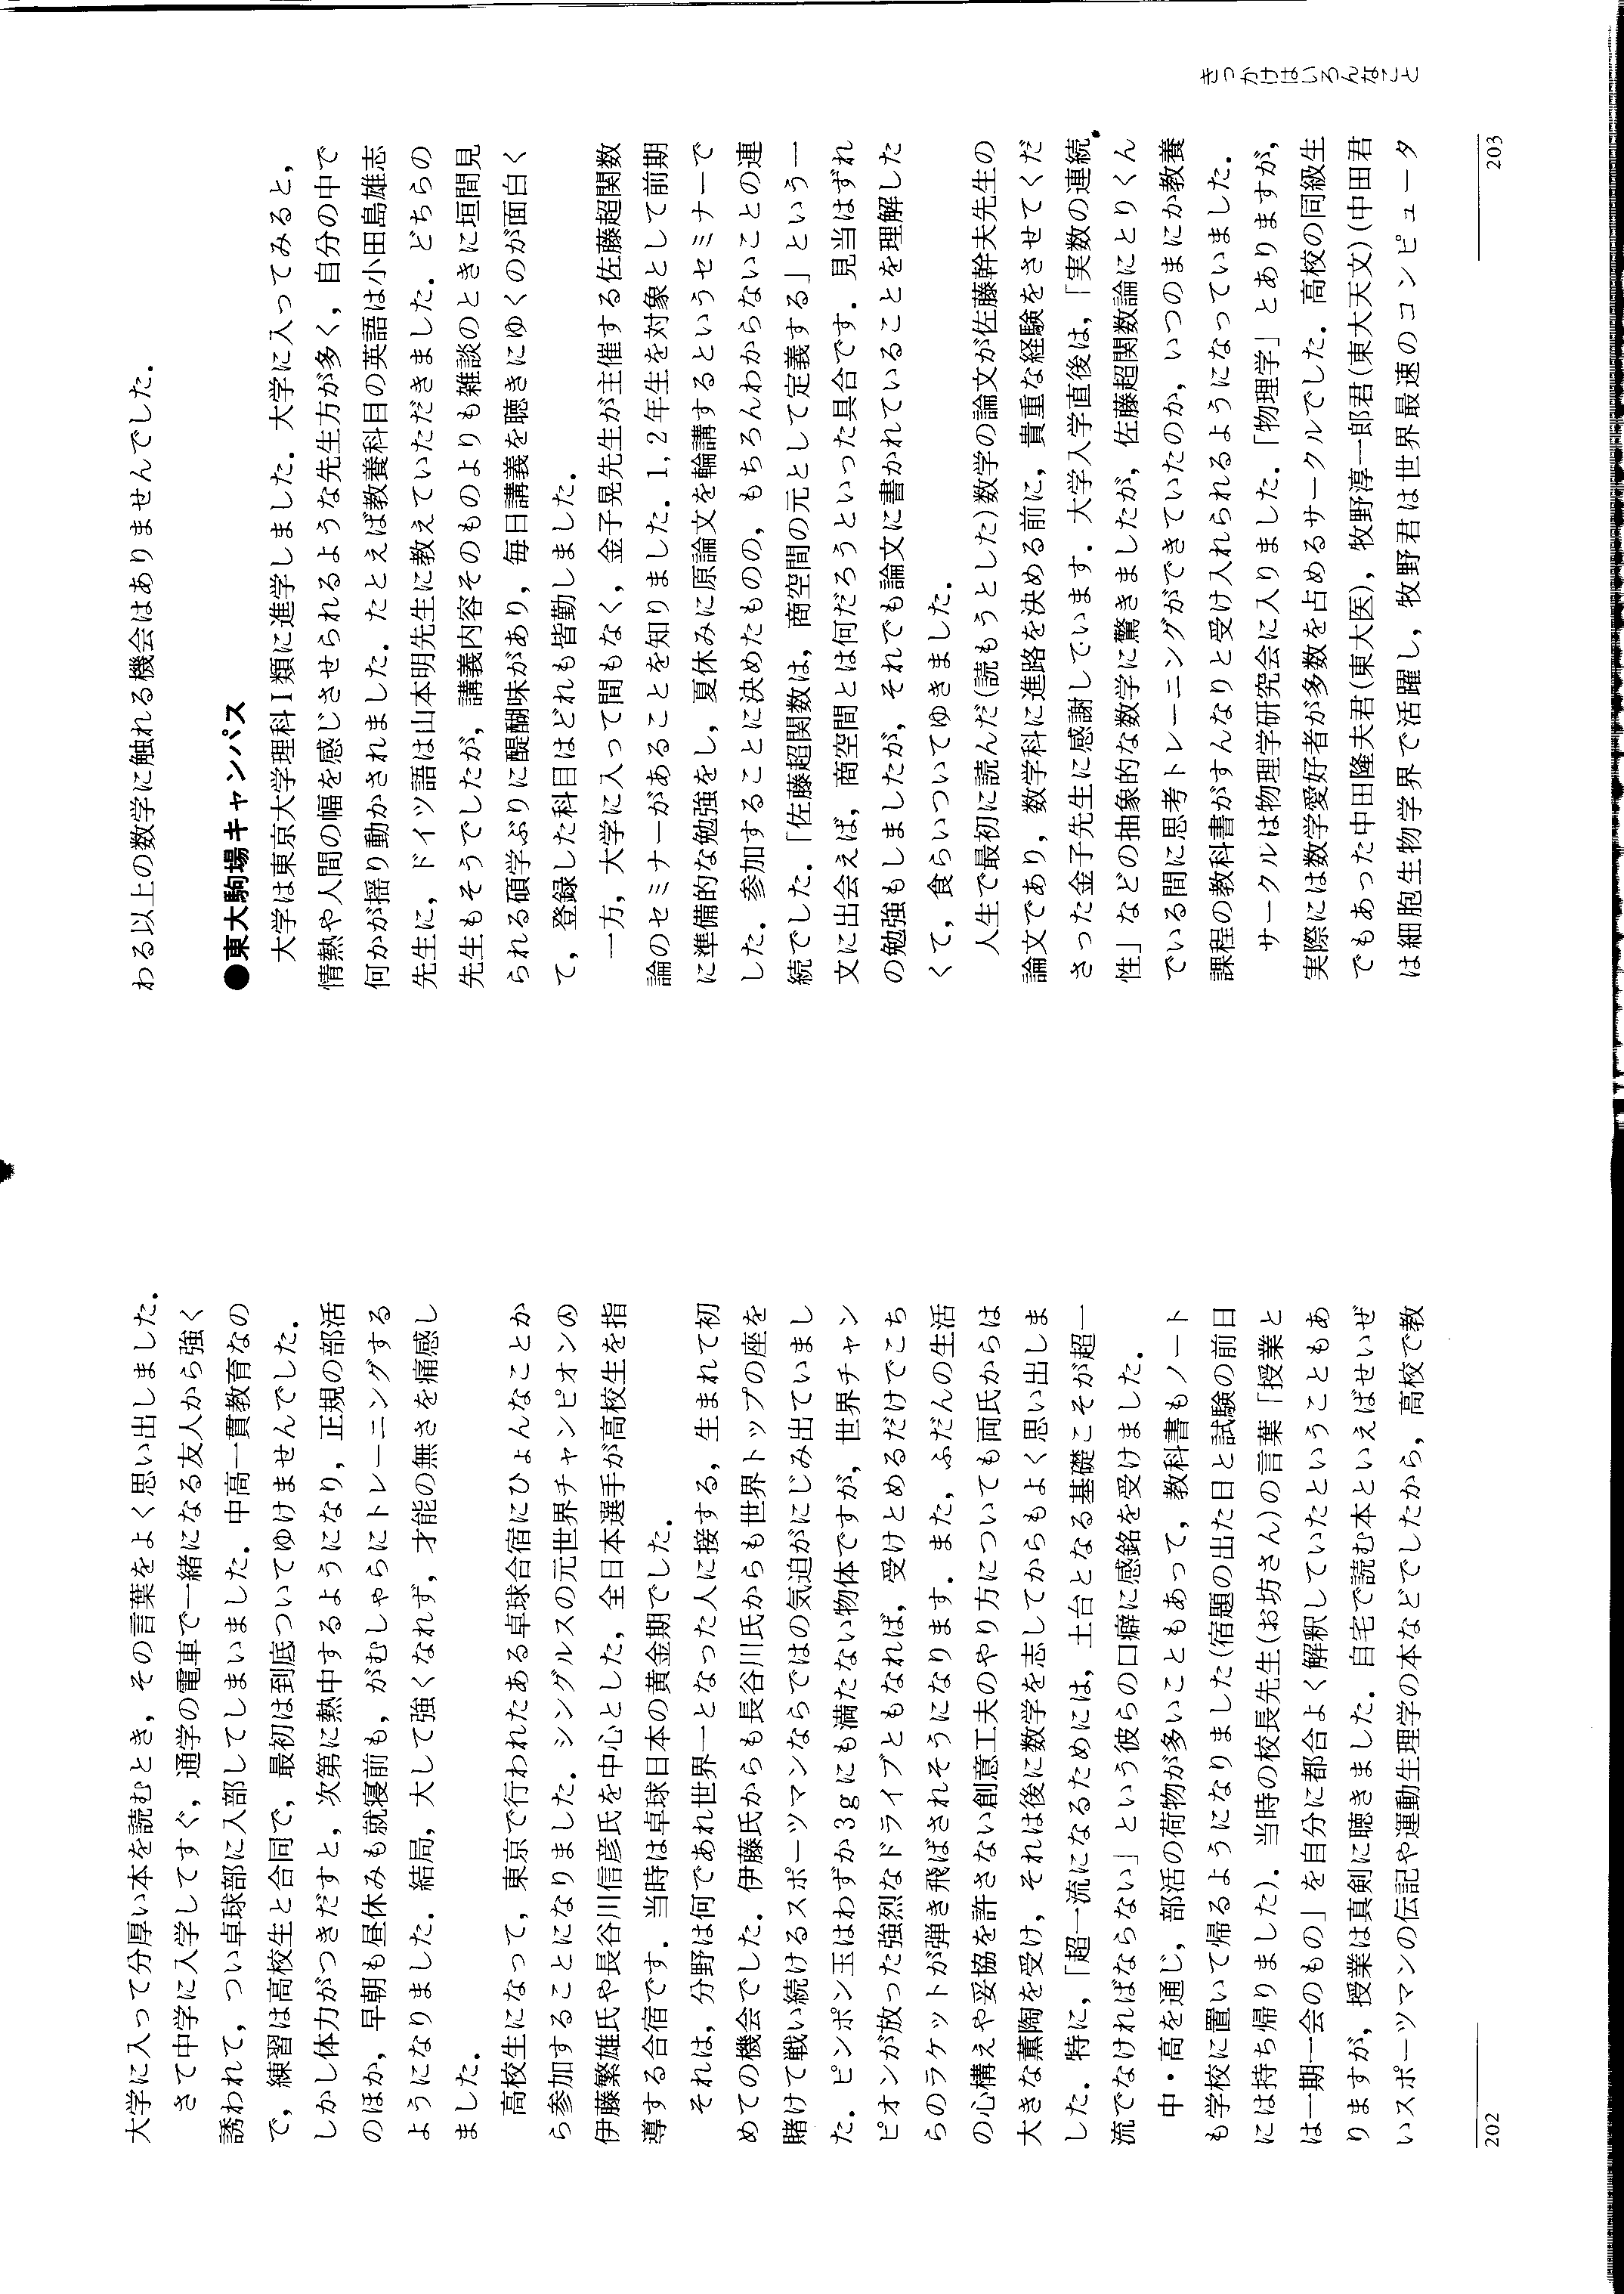 大学に入って分厚い本を読むとき，その言葉をよく思い出しました．
さて中学に入学してすぐ，通学の電車で一緒になる友人から強く
誘われて，つい卓球部に入部してしまいました．中高一貫教育なの
で，練習は高校生と合同で，最初は到底ついてゆけませんでした．
しかし体力がつきだすと，次第に熱中するようになり，正規の部活
のほか，早朝も昼休みも就寝前も，がむしゃらにトレーニングする
ようになりました．結局，大して強くなれず，才能の無さを痛感し
ました．
高校生になって，東京で行われたある卓球合宿にひょんなことか
ら参加することになりました．シングルスの元世界チャンピオンの
伊藤繁雄氏や長谷川信彦氏を中心とした，全日本選手が高校生を指
導する合宿です．当時は卓球日本の黄金期でした．
それは，分野は何であれ世界一となった人に接する，生まれて初
めての機会でした．伊藤氏からも長谷川氏からも世界トップの座を
賭けて戦い続けるスポーツマンならではの気迫がにじみ出ていまし
た．ピンポン玉はわずか3gにも満たない物体ですが，世界チャン
ピオンが放った強烈なドライブともなれば，受けとめるだけでこち
らのラケットが弾き飛ばされそうになります．また，ふだんの生活
の心構えや妥協を許さない創意工夫のやり方についても両氏からは
大きな薫陶を受け，それは後に数学を志してからもよく思い出しま
した．特に，「超一流になるためには，土台となる基礎こそが超一
流でなければならない」という彼らの口癖に感銘を受けました．
中・高を通じ，部活の荷物が多いこともあって，教科書もノート
も学校に置いて帰るようになりました(宿題の出た日と試験の前日
には持ち帰りました)．当時の校長先生(お坊さん)の言葉「授業と
は一期一会のもの」を自分に都合よく解釈していたということもあ
りますが，授業は真剣に聴きました．自宅で読む本といえばせいぜ
いスポーツマンの伝記や運動生理学の本などでしたから，高校で教
202
わる以上の数学に触れる機会はありませんでした．
●東大駒場キャンパス
大学は東京大学理科Ⅰ類に進学しました．大学に入ってみると，
情熱や人間の幅を感じさせられるような先生方が多く，自分の中で
何かが揺り動かされました．たとえば教養科目の英語は小田島雄志
先生に，ドイツ語は山本明先生に教えていただきました．どちらの
先生もそうでしたが，講義内容そのものよりも雑談のときに垣間見
られる碩学ぶりに醍醐味があり，毎日講義を聴きにゆくのが面白く
て，登録した科目はどれも皆勤しました．
一方，大学に入って間もなく，金子晃先生が主催する佐藤超関数
論のセミナーがあることを知りました．1, 2年生を対象として前期
に準備的な勉強をし，夏休みに原論文を輪講するというセミナーで
した．参加することに決めたものの，もちろんわからないことの連
続でした．「佐藤超関数は，商空間の元として定義する」という一
文に出会えば，商空間とは何だろうといった具合です．見当はずれ
の勉強もしましたが，それでも論文に書かれていることを理解した
くて，食らいついてゆきました．
人生で最初に読んだ(読もうとした)数学の論文が佐藤幹夫先生の
論文であり，数学科に進路を決める前に，貴重な経験をさせてくだ
さった金子先生に感謝しています．大学入学直後は，「実数の連続
性」などの抽象的な数学に驚きましたが，佐藤超関数論にとりくん
でいる間に思考トレーニングができていたのか，いつのまにか教養
課程の教科書がすんなりと受け入れられるようになっていました．
サークルは物理学研究会に入りました．「物理学」とありますが，
実際には数学愛好者が多数を占めるサークルでした．高校の同級生
でもあった中田隆夫君(東大医)，牧野淳一郎君(東大天文)(中田君
は細胞生物学界で活躍し，牧野君は世界最速のコンピュータ
きっかけはいろんなこと
203